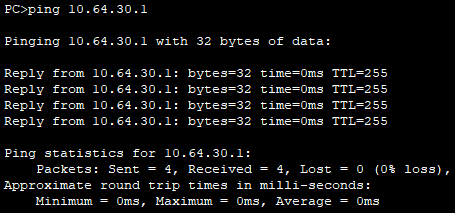 PC>ping 10.64.30.1
Pinging 10.64.30.1 with 32 bytes of data:
Reply from 10.64.30.1: bytes=32 time=0ms TTL=255
Reply from 10.64.30.1: bytes=32 time=0ms TTL=255
Reply from 10.64.30.1: bytes=32 time=0ms TTL=255
Reply from 10.64.30.1: bytes=32 time=0ms TTL=255
Ping statistics for 10.64.30.1:
Packets: Sent = 4, Received = 4, Lost = 0 (0% loss),
Approximate round trip times in milli-seconds:
Minimum = 0ms, Maximum = 0ms, Average = 0ms